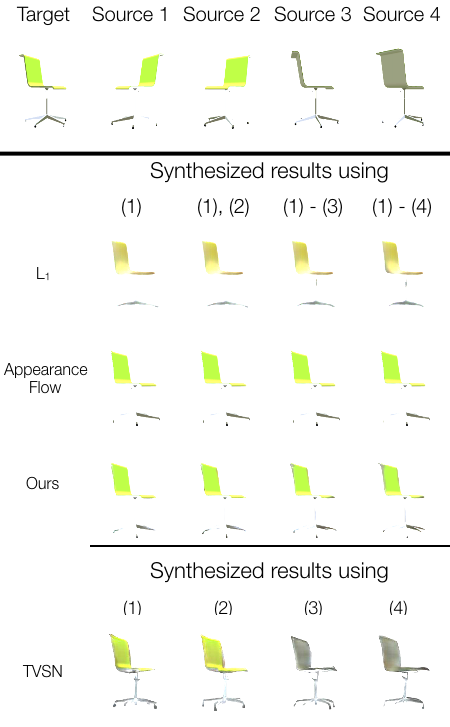 Target Source 1 Source 2 Source 3 Source 4
Synthesized results using
(1) (1), (2) (1) - (3) (1) - (4)
L₁
Appearance
Flow
Ours
Synthesized results using
(1) (2) (3) (4)
TVSN